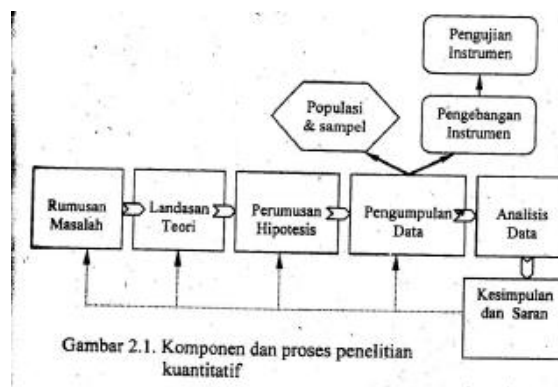 Pengujian
Instrumen
Populasi
& sampel
Pengebangan
Instrumen
Rumusan
Masalah
Landasan
Teori
Perumusan
Hipotesis
Pengumpulan
Data
Analisis
Data
Kesimpulan
dan Saran
Gambar 2.1. Komponen dan proses penelitian
kuantitatif